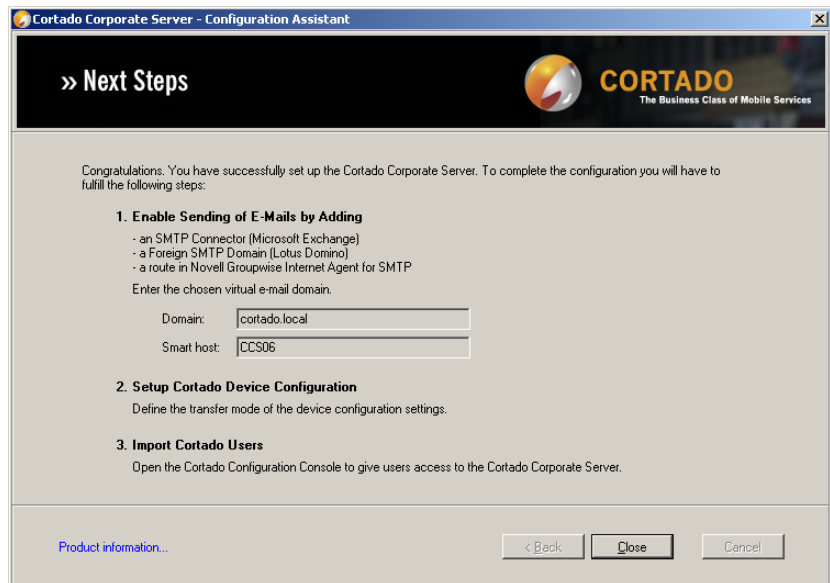 Cortado Corporate Server - Configuration Assistant
» Next Steps
CORTADO
The Business Class of Mobile Services
Congratulations. You have successfully set up the Cortado Corporate Server. To complete the configuration you will have to
fulfill the following steps:
1. Enable Sending of E-Mails by Adding
- an SMTP Connector (Microsoft Exchange)
- a Foreign SMTP Domain (Lotus Domino)
- a route in Novell Groupwise Internet Agent for SMTP
Enter the chosen virtual e-mail domain.
Domain: cortado.local
Smart host: CCS06
2. Setup Cortado Device Configuration
Define the transfer mode of the device configuration settings.
3. Import Cortado Users
Open the Cortado Configuration Console to give users access to the Cortado Corporate Server.
Product information... < Back Close Cancel